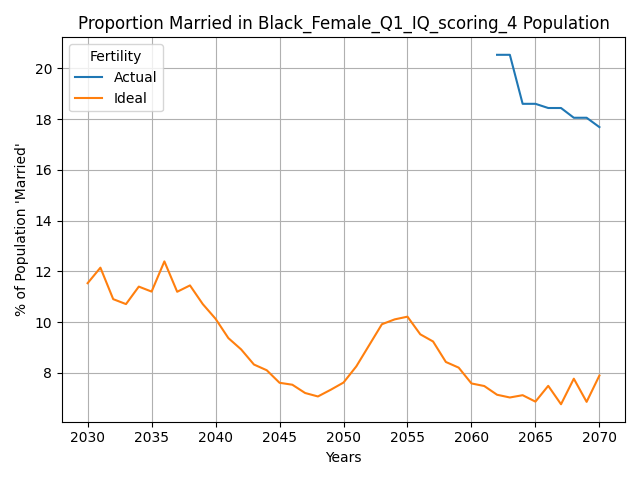 Proportion Married in Black_Female_Q1_IQ_scoring_4 Population
Fertility
Actual
Ideal
% of Population 'Married'
20
18
16
14
12
10
8
2030 2035 2040 2045 2050 2055 2060 2065 2070
Years